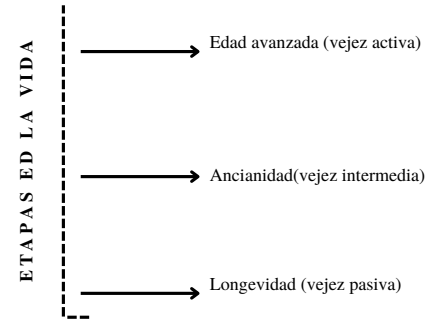 ETAPAS ED LA VIDA
Edad avanzada (vejez activa)
Ancianidad(vejez intermedia)
Longevidad (vejez pasiva)